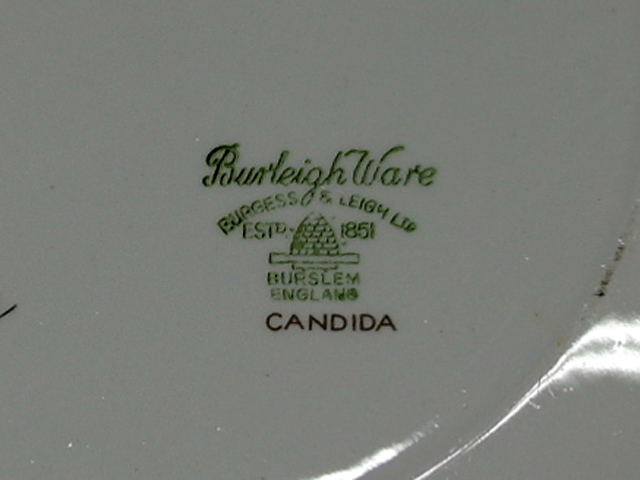 Burleigh Ware
BURGESS & LEIGH LTD
ESTD 1851
BURSLEM
ENGLAND
CANDIDA